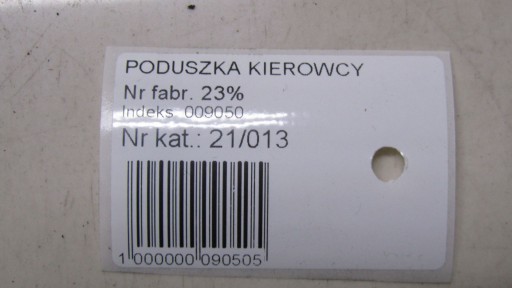 PODUSZKA KIEROWCY
Nr fabr. 23%
Indeks 009050
Nr kat.: 21/013
1 000000 090505